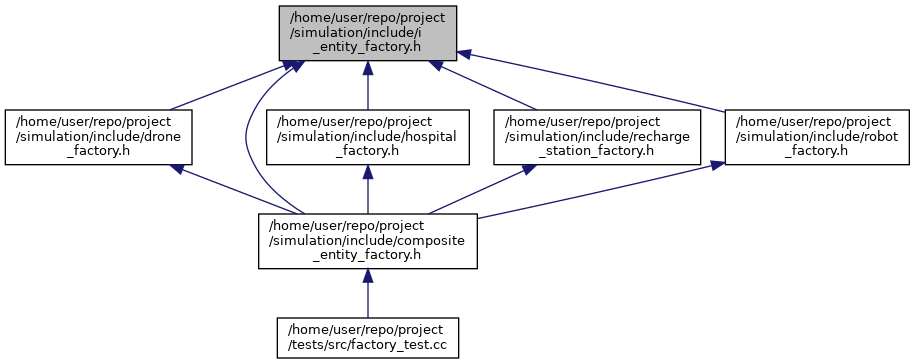 /home/user/repo/project
/simulation/include/i
_entity_factory.h
/home/user/repo/project
/simulation/include/drone
_factory.h
/home/user/repo/project
/simulation/include/hospital
_factory.h
/home/user/repo/project
/simulation/include/recharge
_station_factory.h
/home/user/repo/project
/simulation/include/robot
_factory.h
/home/user/repo/project
/simulation/include/composite
_entity_factory.h
/home/user/repo/project
/tests/src/factory_test.cc